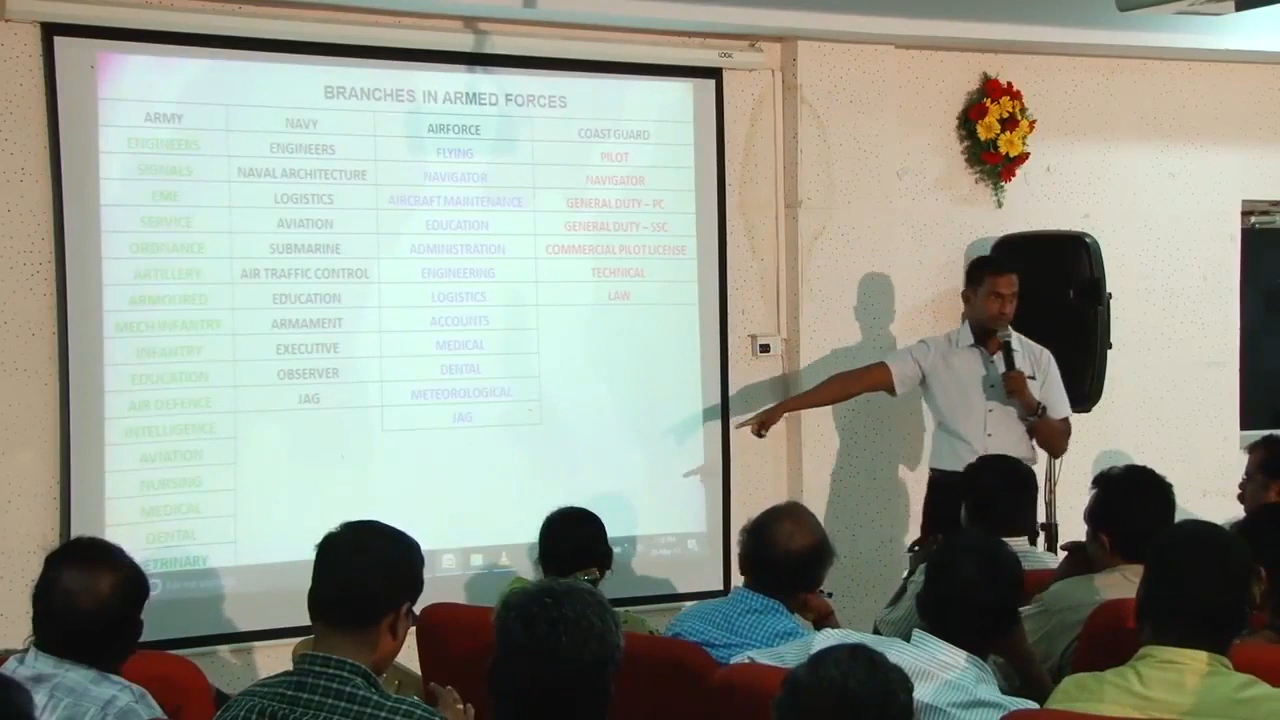 LOGIC
BRANCHES IN ARMED FORCES
ARMY NAVY AIRFORCE COAST GUARD
ENGINEERS ENGINEERS FLYING PILOT
SIGNALS NAVAL ARCHITECTURE NAVIGATOR NAVIGATOR
EME LOGISTICS AIRCRAFT MAINTENANCE GENERAL DUTY – PC
SERVICE AVIATION EDUCATION GENERAL DUTY – SSC
ORDINANCE SUBMARINE ADMINISTRATION COMMERCIAL PILOT LICENSE
ARTILLERY AIR TRAFFIC CONTROL ENGINEERING TECHNICAL
ARMOURED EDUCATION LOGISTICS LAW
MECH INFANTRY ARMAMENT ACCOUNTS
INFANTRY EXECUTIVE MEDICAL
EDUCATION OBSERVER DENTAL
AIR DEFENCE JAG METEOROLOGICAL
INTELLIGENCE JAG
AVIATION
NURSING
MEDICAL
DENTAL
ETRINARY